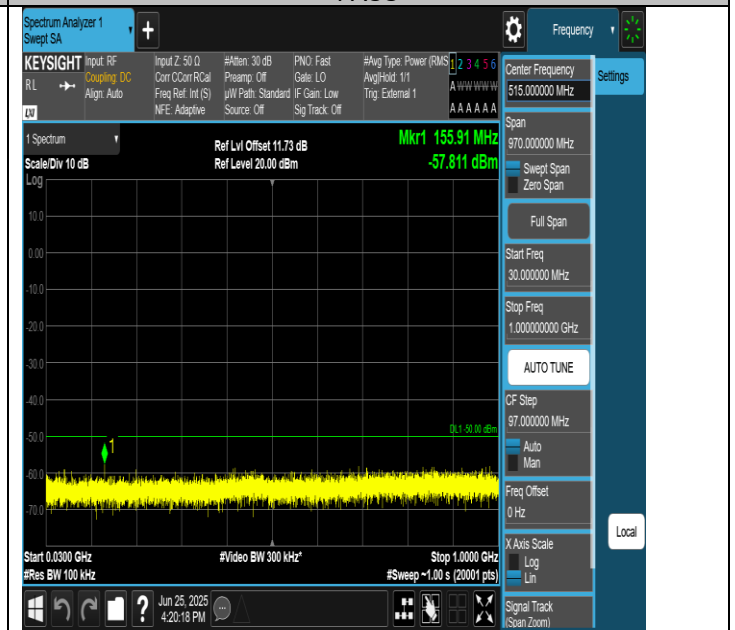 Spectrum Analyzer 1
Swept SA
+
Frequency
KEYSIGHT
RL
LXI
Input: RF
Coupling: DC
Align: Auto
Input Z: 50 Ω
Corr CCorr RCal
Freq Ref: Int (S)
NFE: Adaptive
#Atten: 30 dB
Preamp: Off
µW Path: Standard
Source: Off
PNO: Fast
Gate: LO
IF Gain: Low
Sig Track: Off
#Avg Type: Power (RMS
Avg|Hold: 1/1
Trig: External 1
1 2 3 4 5 6
A W W W W W
A A A A A A
1 Spectrum
Scale/Div 10 dB
Log
Ref Lvl Offset 11.73 dB
Ref Level 20.00 dBm
Mkr1 155.91 MHz
-57.811 dBm
10.0
0.00
-10.0
-20.0
-30.0
-40.0
-50.0
-60.0
-70.0
DL1 -50.00 dBm
1
Start 0.0300 GHz
#Video BW 300 kHz*
Stop 1.0000 GHz
#Res BW 100 kHz
#Sweep ~1.00 s (20001 pts)
?
Jun 25, 2025
4:20:18 PM
Center Frequency
515.000000 MHz
Span
970.000000 MHz
Swept Span
Zero Span
Full Span
Start Freq
30.000000 MHz
Stop Freq
1.000000000 GHz
AUTO TUNE
CF Step
97.000000 MHz
Auto
Man
Freq Offset
0 Hz
X Axis Scale
Log
Lin
Signal Track
(Span Zoom)
Settings
Local